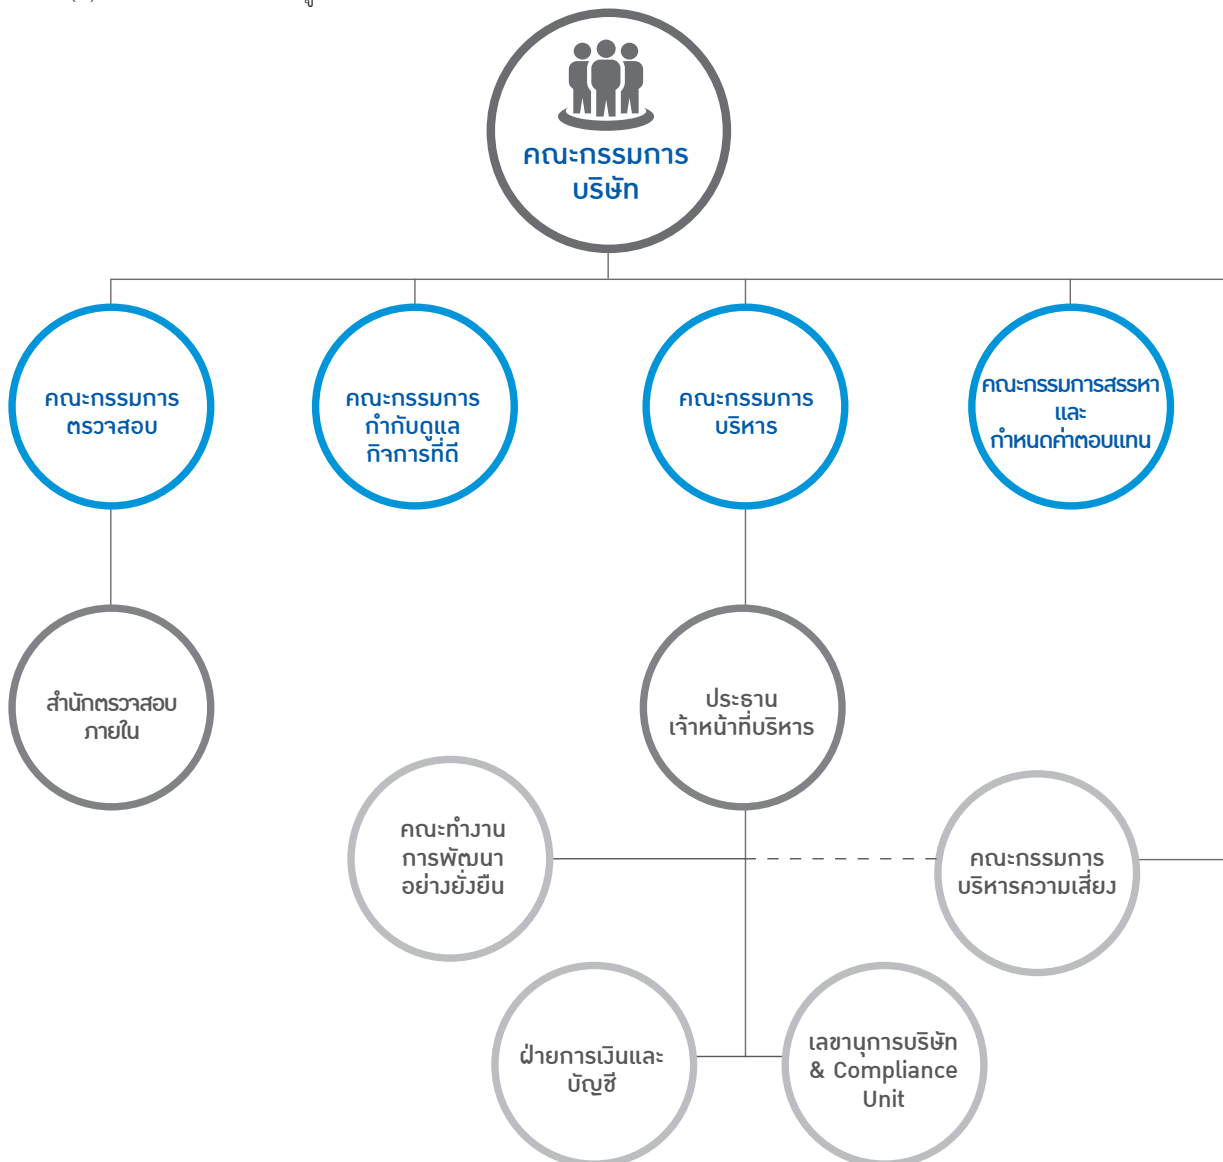 คณะกรรมการ
บริษัท
คณะกรรมการ
ตรวจสอบ
คณะกรรมการ
กำกับดูแล
กิจการที่ดี
คณะกรรมการ
บริหาร
คณะกรรมการสรรหา
และ
กำหนดค่าตอบแทน
สำนักตรวจสอบ
ภายใน
ประธาน
เจ้าหน้าที่บริหาร
คณะทำงาน
การพัฒนา
อย่างยั่งยืน
คณะกรรมการ
บริหารความเสี่ยง
ฝ่ายการเงินและ
บัญชี
เลขานุการบริษัท
& Compliance
Unit